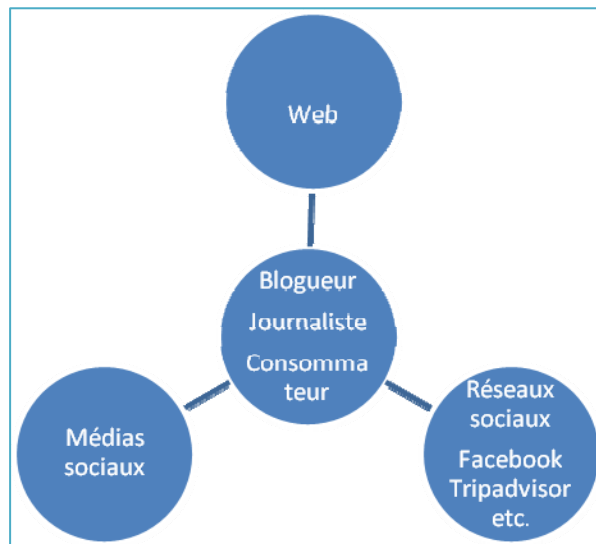 Web
Blogueur
Journaliste
Consomma
teur
Médias
sociaux
Réseaux
sociaux
Facebook
Tripadvisor
etc.